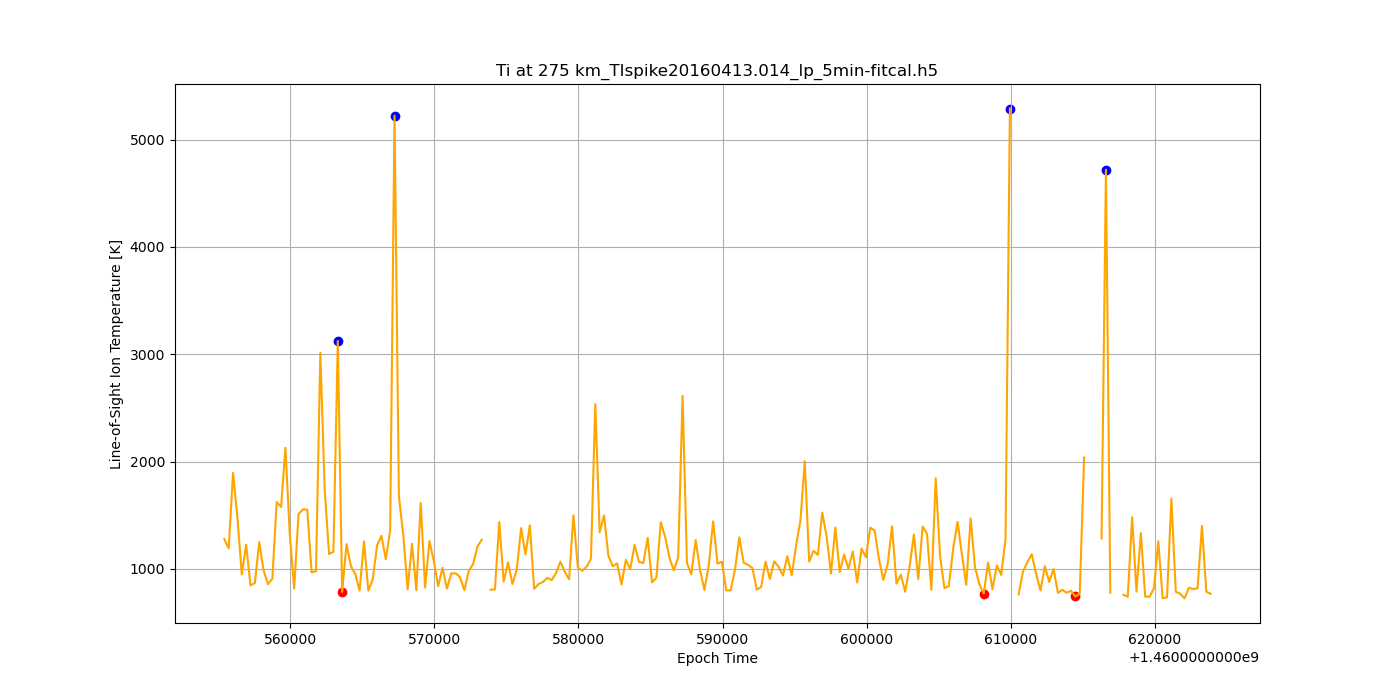 Ti at 275 km_TIspike20160413.014_lp_5min-fitcal.h5
Line-of-Sight Ion Temperature [K]
5000
4000
3000
2000
1000
560000 570000 580000 590000 600000 610000 620000
Epoch Time
+1.4600000000e9